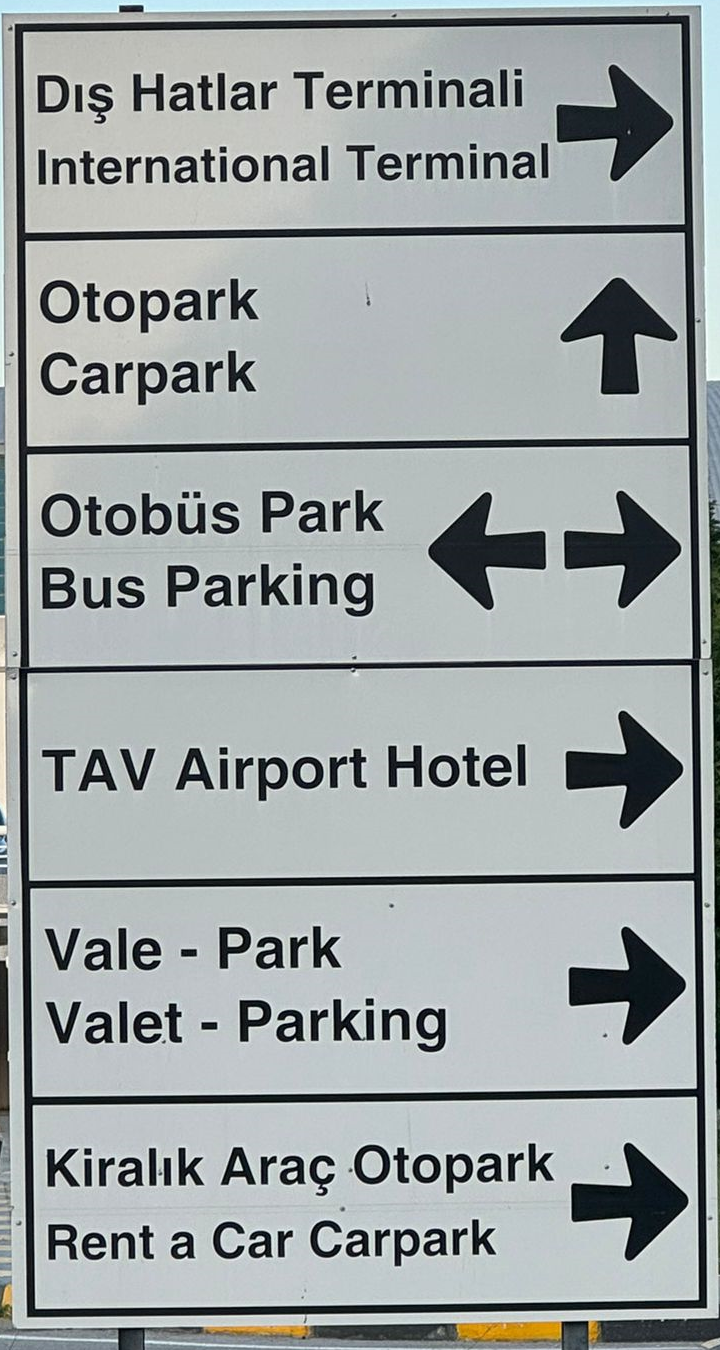 Dış Hatlar Terminali
International Terminal
Otopark
Carpark
Otobüs Park
Bus Parking
TAV Airport Hotel
Vale - Park
Valet - Parking
Kiralık Araç Otopark
Rent a Car Carpark